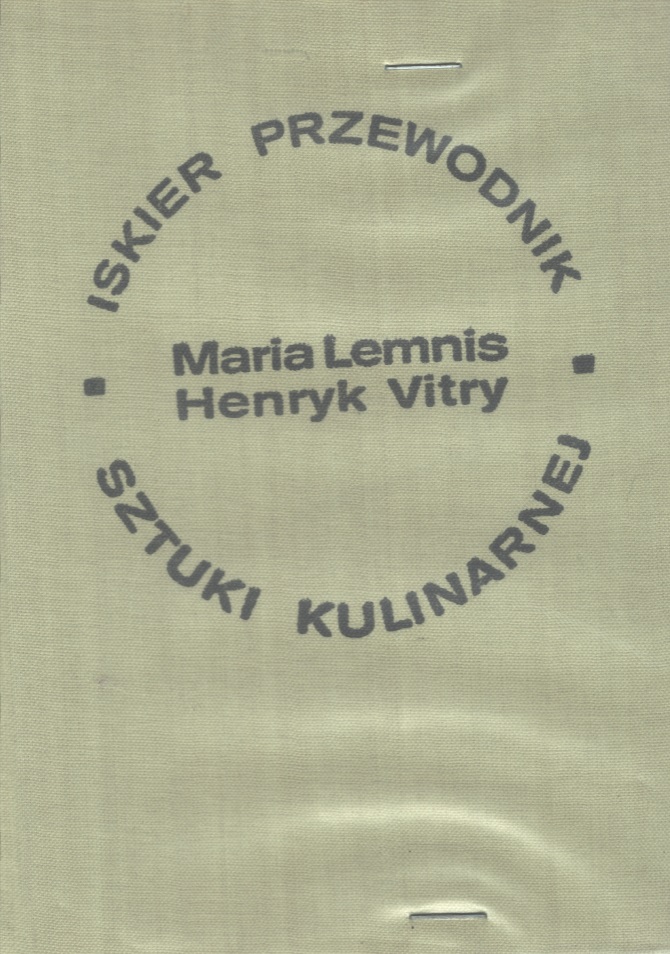 ISKIER PRZEWODNIK
Maria Lemnis
Henryk Vitry
SZTUKI KULINARNEJ